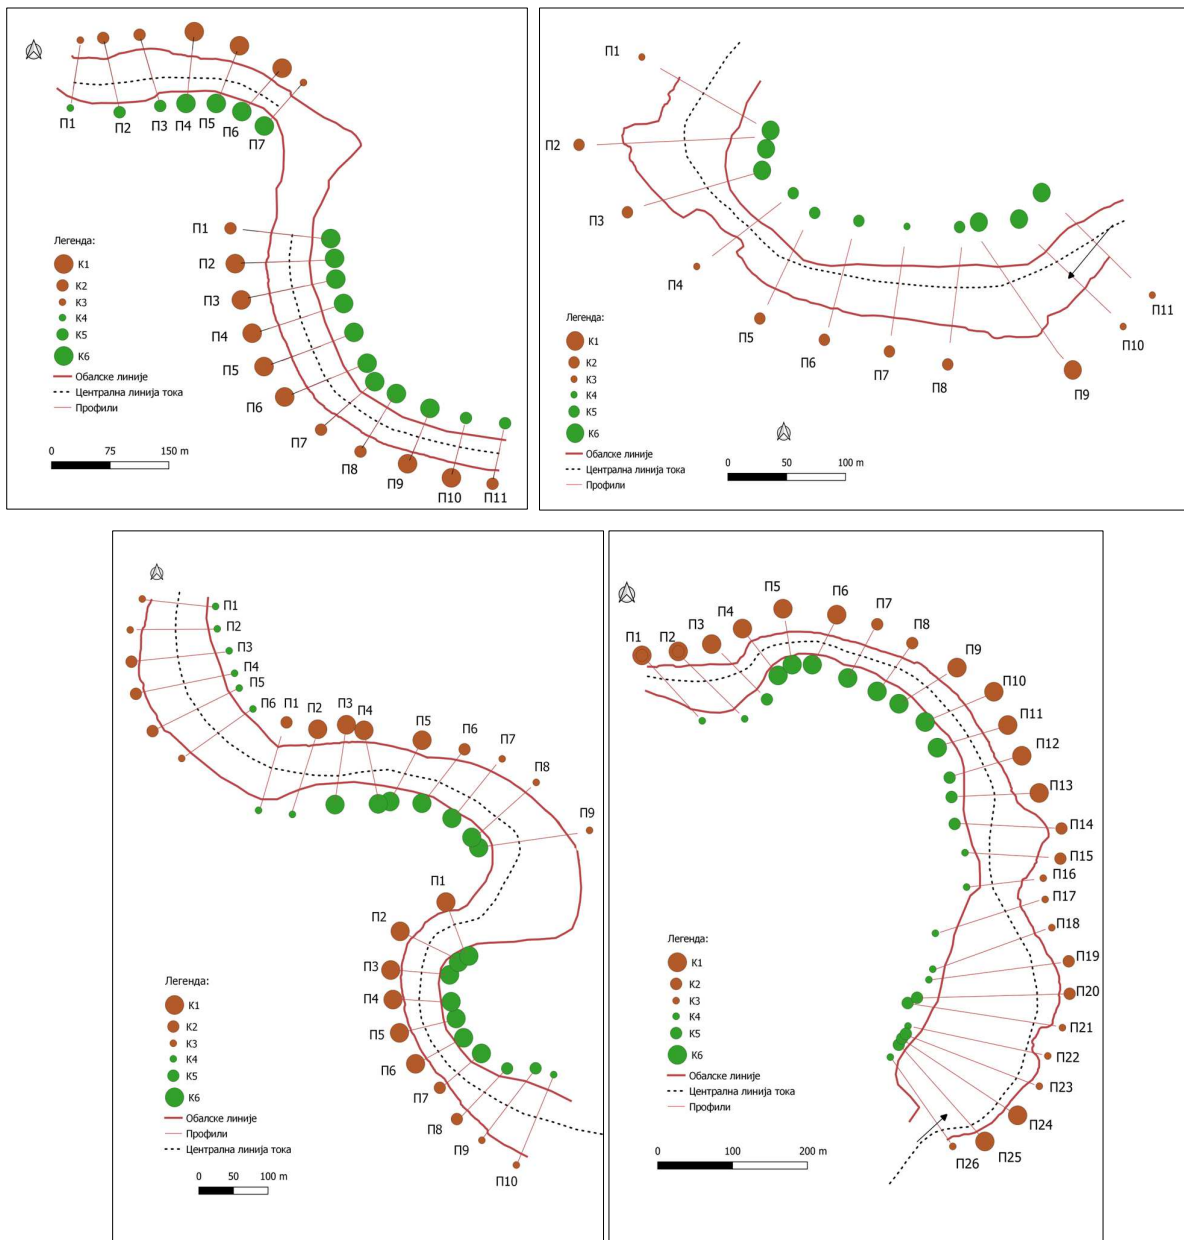 П1
П2
П3
П4
П5
П6
П7
П1
П2
П3
П4
П5
П6
П7
П8
П9
П10
П11
Легенда:
К1
К2
К3
К4
К5
К6
Обалске линије
Централна линија тока
Профили
0 75 150 m
П1
П2
П3
П4
П5
П6
П7
П8
П9
П10
П11
Легенда:
К1
К2
К3
К4
К5
К6
Обалске линије
Централна линија тока
Профили
0 50 100 m
П1
П2
П3
П4
П5
П6
П1
П2
П3
П4
П5
П6
П7
П8
П9
П1
П2
П3
П4
П5
П6
П7
П8
П9
П10
Легенда:
К1
К2
К3
К4
К5
К6
Обалске линије
Профили
Централна линија тока
0 50 100 m
П1
П2
П3
П4
П5
П6
П7
П8
П9
П10
П11
П12
П13
П14
П15
П16
П17
П18
П19
П20
П21
П22
П23
П24
П25
П26
Легенда:
К1
К2
К3
К4
К5
К6
Обалске линије
Централна линија тока
Профили
0 100 200 m